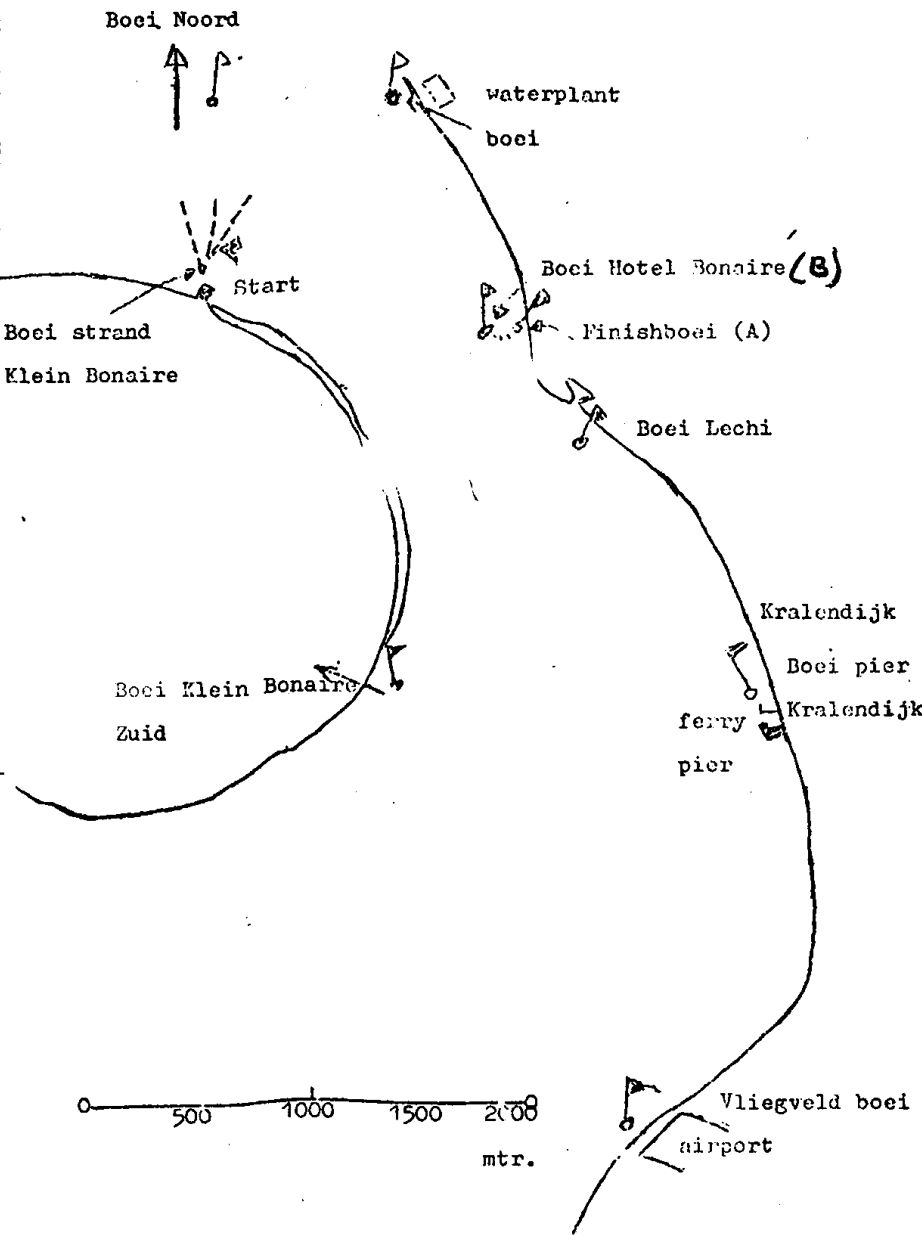 Boei Noord
waterplant
boei
Boei Hotel Bonaire (B)
Start
Boei strand
Finishboei (A)
Klein Bonaire
Boei Lechi
Kralendijk
Boei pier
Boei Klein Bonaire
Kralendijk
ferry
Zuid
pier
0 500 1000 1500 2000
Vliegveld boei
airport
mtr.